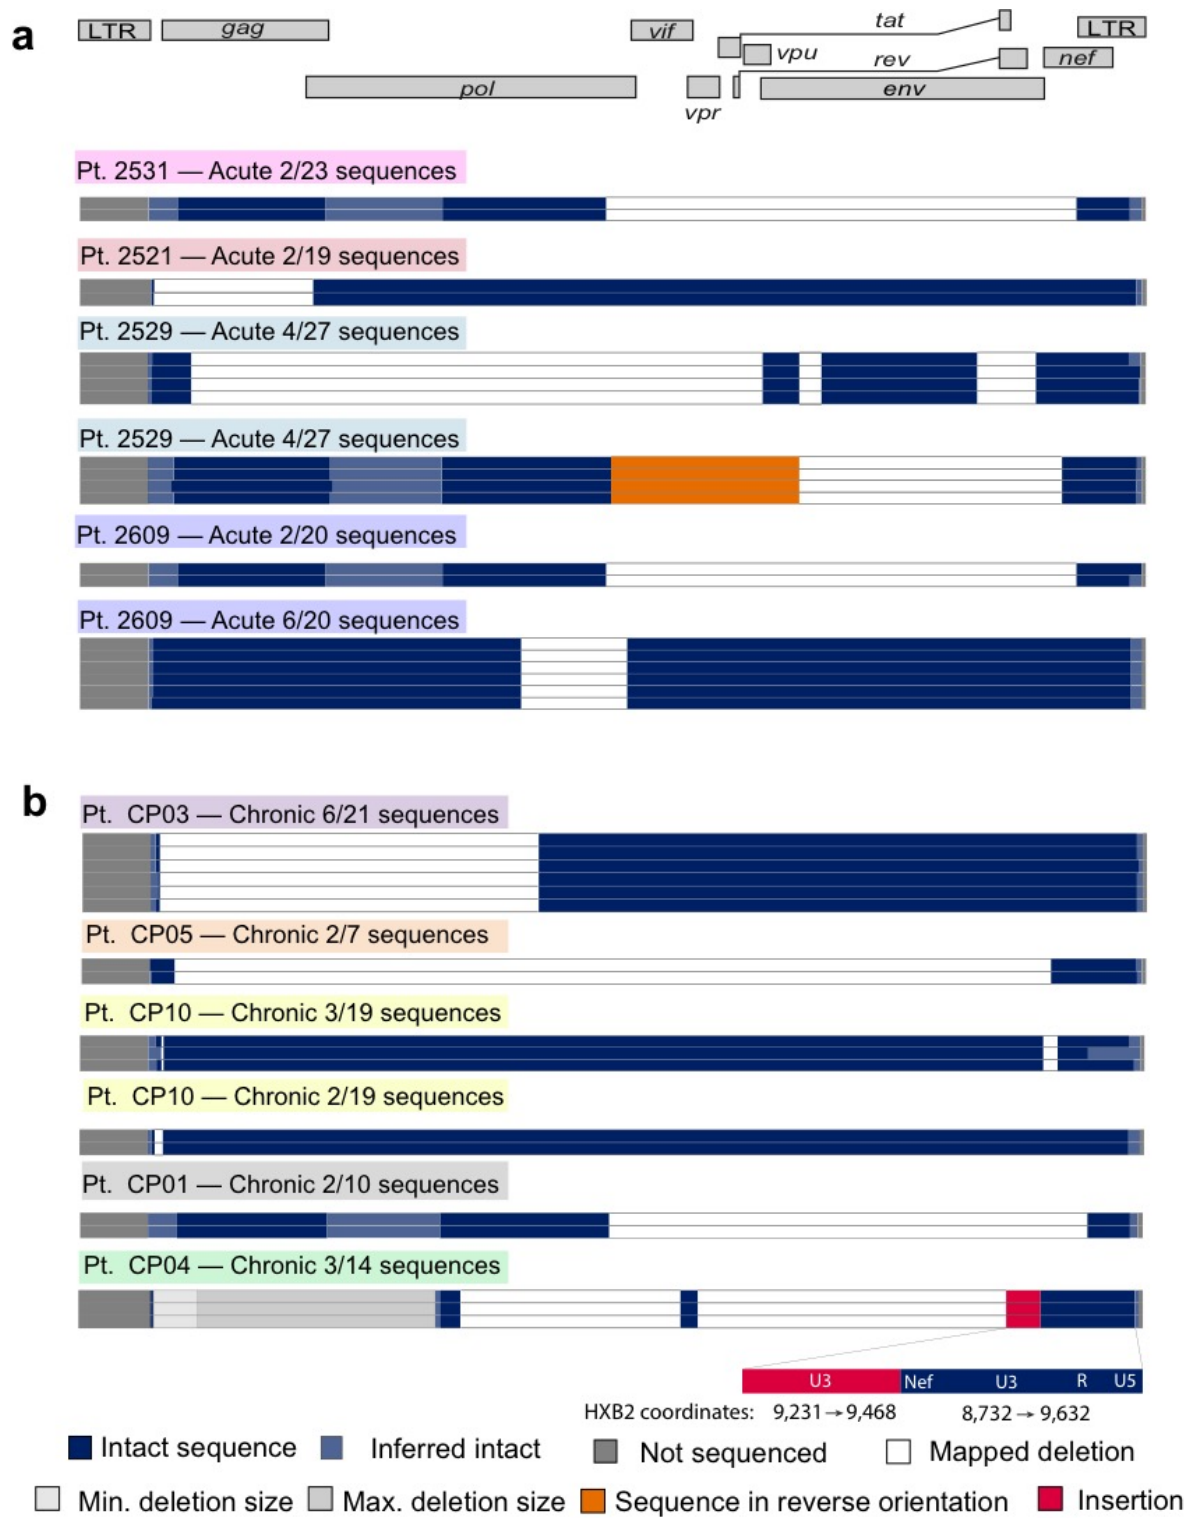 a
LTR gag vif tat LTR
vpu rev nef
pol env
vpr
Pt. 2531 — Acute 2/23 sequences
Pt. 2521 — Acute 2/19 sequences
Pt. 2529 — Acute 4/27 sequences
Pt. 2529 — Acute 4/27 sequences
Pt. 2609 — Acute 2/20 sequences
Pt. 2609 — Acute 6/20 sequences
b
Pt. CP03 — Chronic 6/21 sequences
Pt. CP05 — Chronic 2/7 sequences
Pt. CP10 — Chronic 3/19 sequences
Pt. CP10 — Chronic 2/19 sequences
Pt. CP01 — Chronic 2/10 sequences
Pt. CP04 — Chronic 3/14 sequences
U3 Nef U3 R U5
HXB2 coordinates: 9,231→9,468 8,732→9,632
Intact sequence Inferred intact Not sequenced Mapped deletion
Min. deletion size Max. deletion size Sequence in reverse orientation Insertion